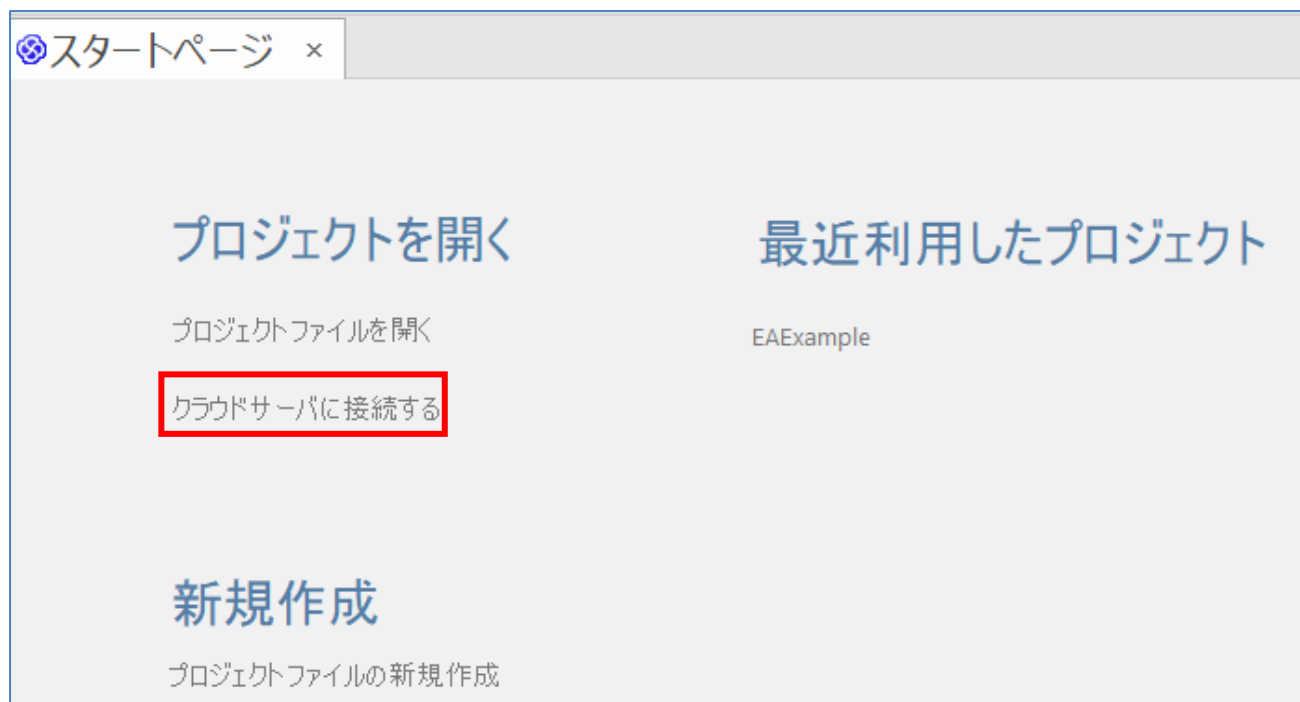 スタートページ ×
プロジェクトを開く
プロジェクトファイルを開く
クラウドサーバに接続する
最近利用したプロジェクト
EAExample
新規作成
プロジェクトファイルの新規作成